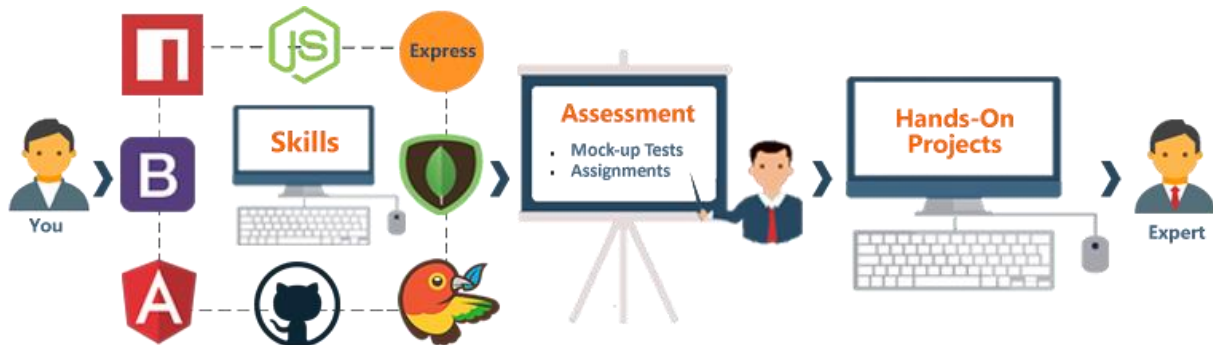 You
JS
Express
B
Skills
A
Assessment
· Mock-up Tests
· Assignments
Hands-On
Projects
Expert